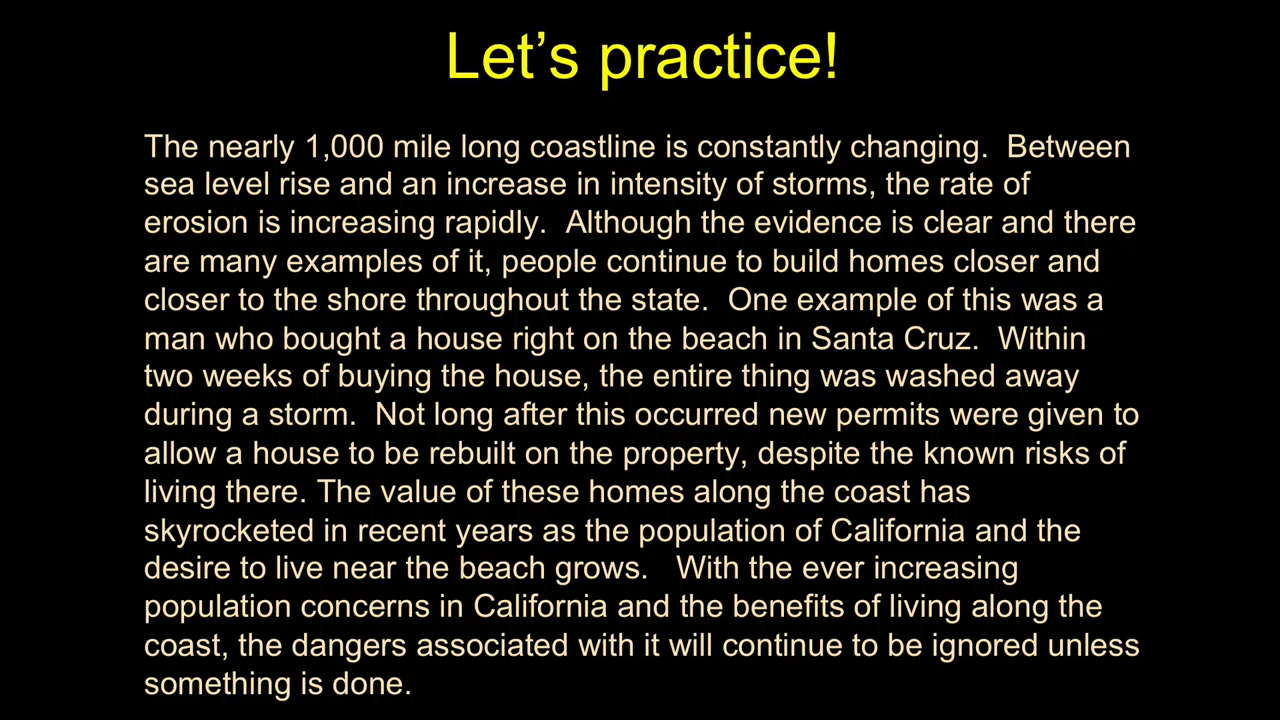 Let’s practice!
The nearly 1,000 mile long coastline is constantly changing.  Between
sea level rise and an increase in intensity of storms, the rate of
erosion is increasing rapidly.  Although the evidence is clear and there
are many examples of it, people continue to build homes closer and
closer to the shore throughout the state.  One example of this was a
man who bought a house right on the beach in Santa Cruz.  Within
two weeks of buying the house, the entire thing was washed away
during a storm.  Not long after this occurred new permits were given to
allow a house to be rebuilt on the property, despite the known risks of
living there. The value of these homes along the coast has
skyrocketed in recent years as the population of California and the
desire to live near the beach grows.   With the ever increasing
population concerns in California and the benefits of living along the
coast, the dangers associated with it will continue to be ignored unless
something is done.